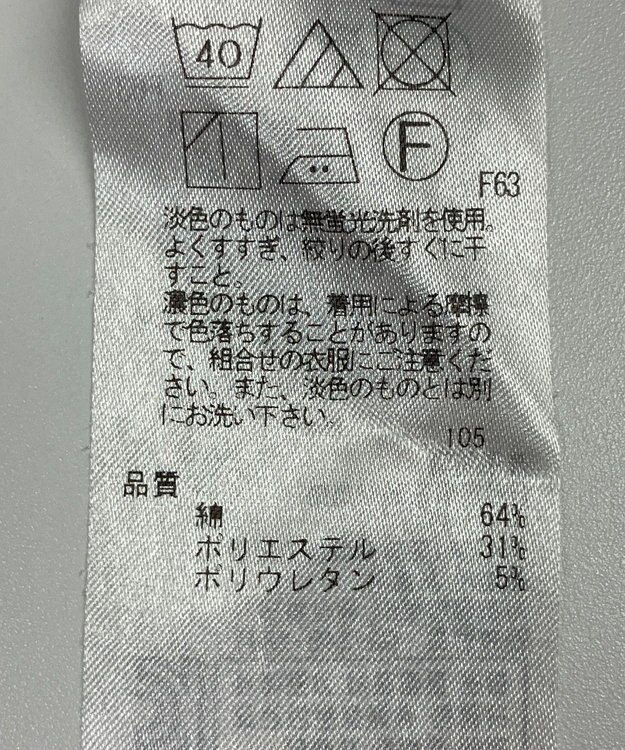 40
F
F63
淡色のものは無蛍光洗剤を使用。
よくすすぎ、絞りの後すぐに干
すこと。
濃色のものは、着用による摩擦
で色落ちすることがありますの
で、組合せの衣服にご注意くだ
さい。また、淡色のものとは別
にお洗い下さい。
105
品質
綿 64%
ポリエステル 31%
ポリウレタン 5%